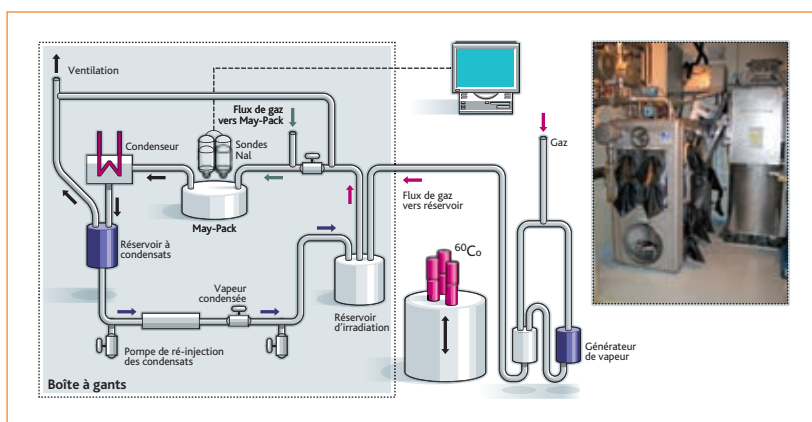 Ventilation
Flux de gaz
vers May-Pack
Condenseur
Sondes
NaI
Gaz
May-Pack
Flux de gaz
vers réservoir
Réservoir à
condensats
Vapeur
condensée
60Co
Réservoir
d'irradiation
Pompe de ré-injection
des condensats
Générateur
de vapeur
Boîte à gants